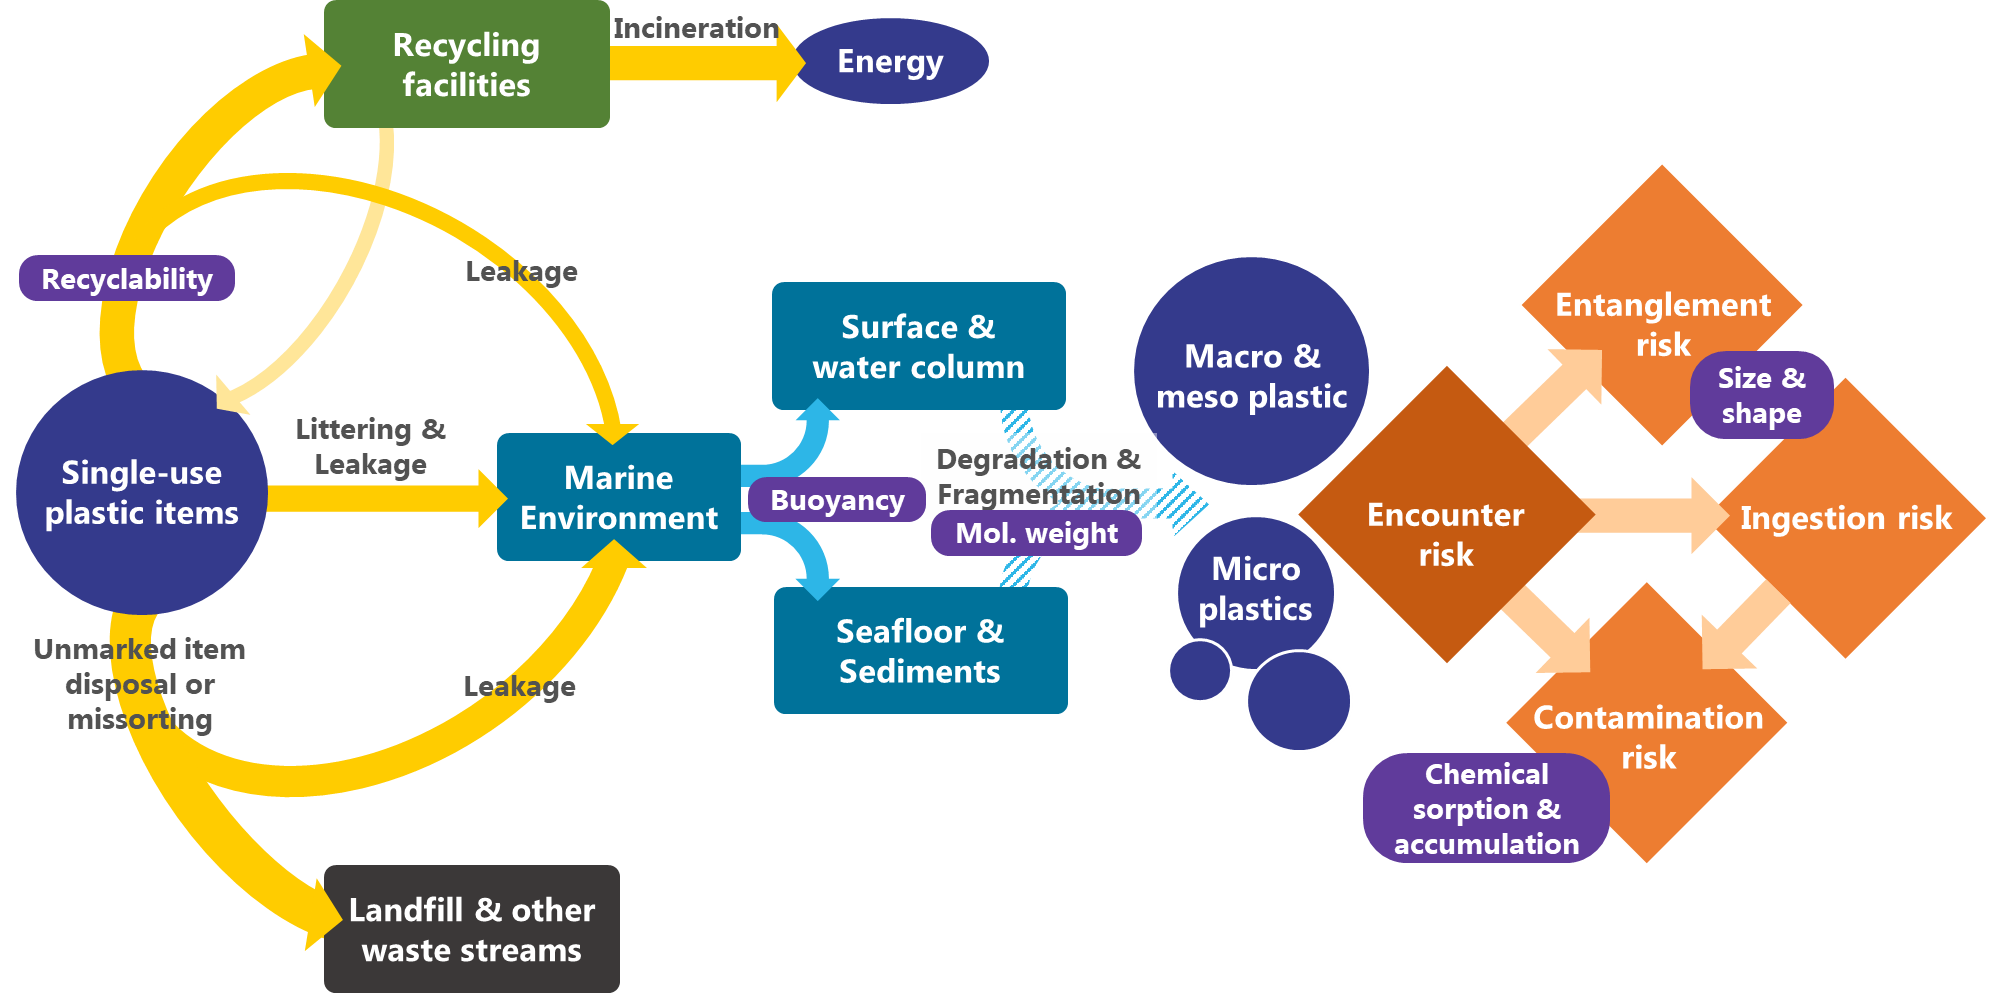 Recycling
facilities
Incineration
Energy
Recyclability
Leakage
Single-use
plastic items
Littering &
Leakage
Marine
Environment
Surface &
water column
Buoyancy
Degradation &
Fragmentation
Mol. weight
Seafloor &
Sediments
Unmarked item
disposal or
missorting
Leakage
Landfill & other
waste streams
Macro &
meso plastic
Micro
plastics
Encounter
risk
Entanglement
risk
Size &
shape
Ingestion risk
Contamination
risk
Chemical
sorption &
accumulation